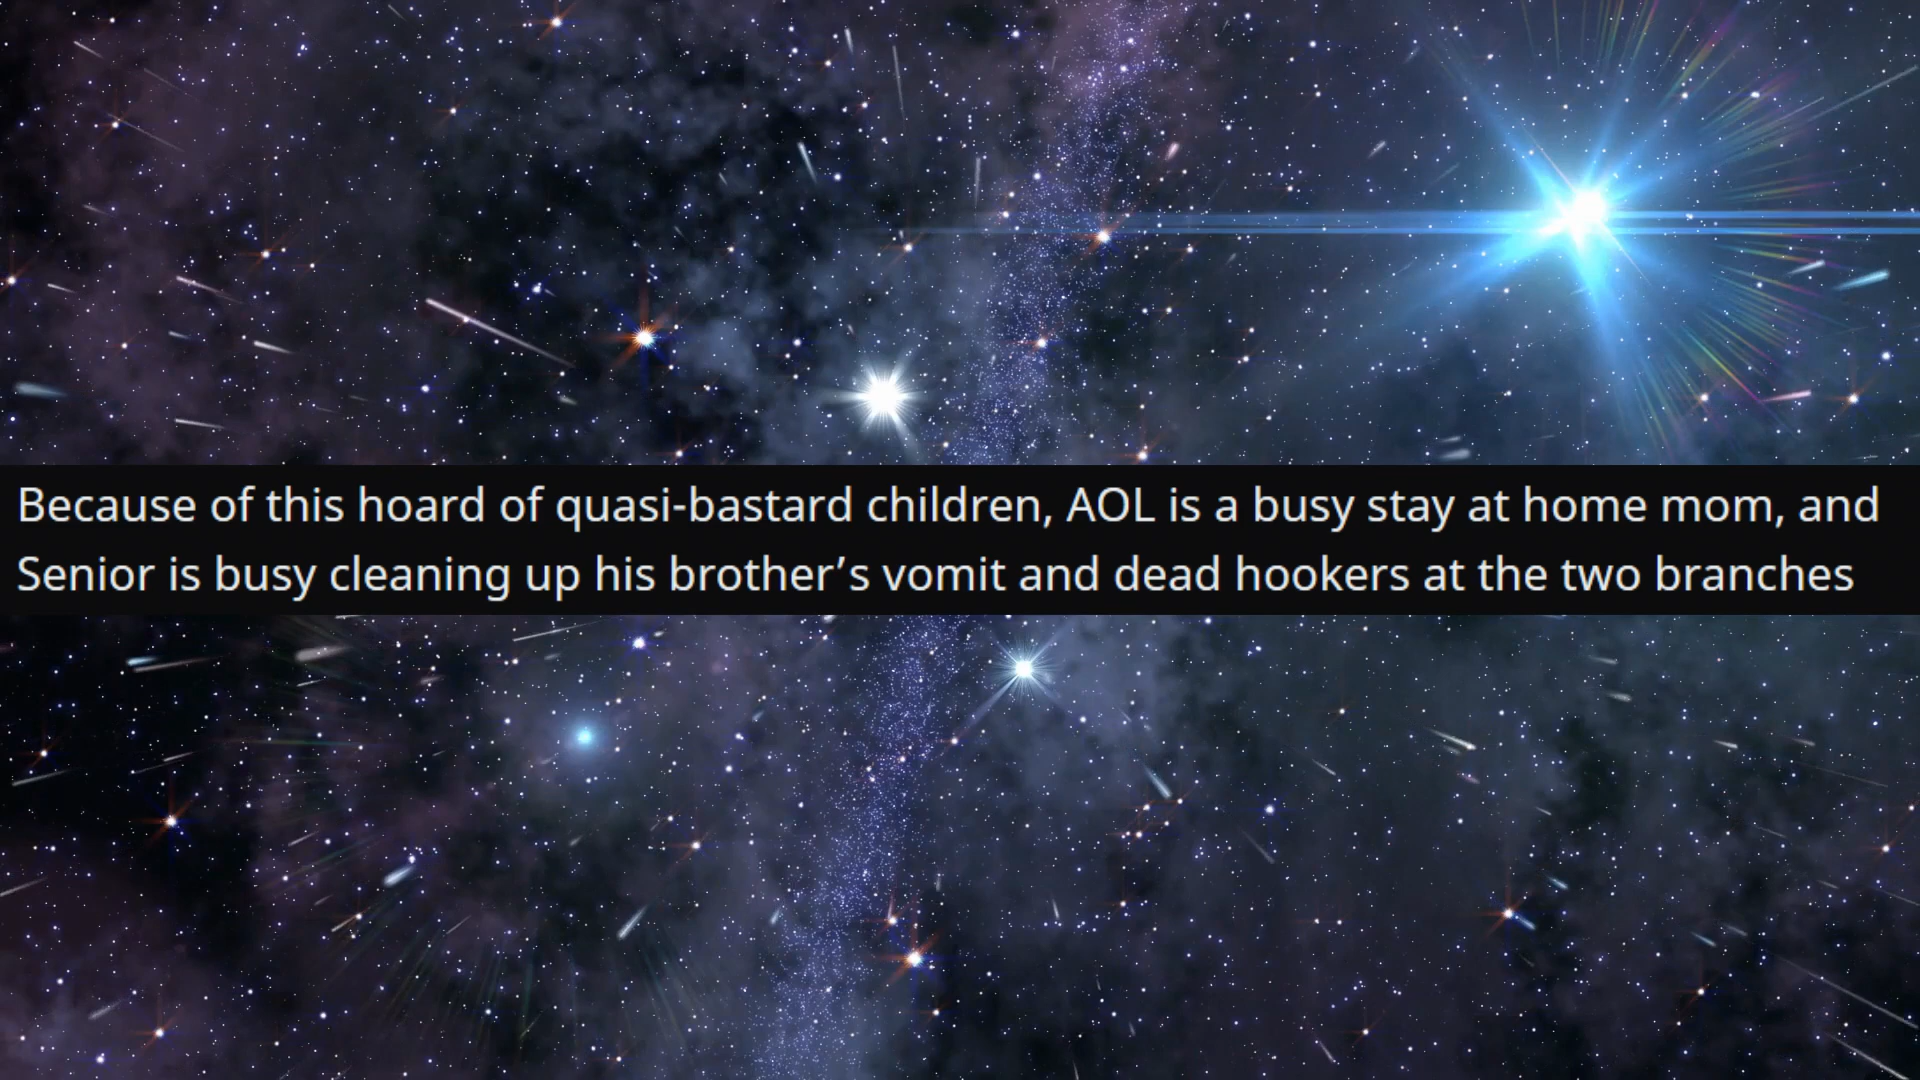 Because of this hoard of quasi-bastard children, AOL is a busy stay at home mom, and
Senior is busy cleaning up his brother’s vomit and dead hookers at the two branches